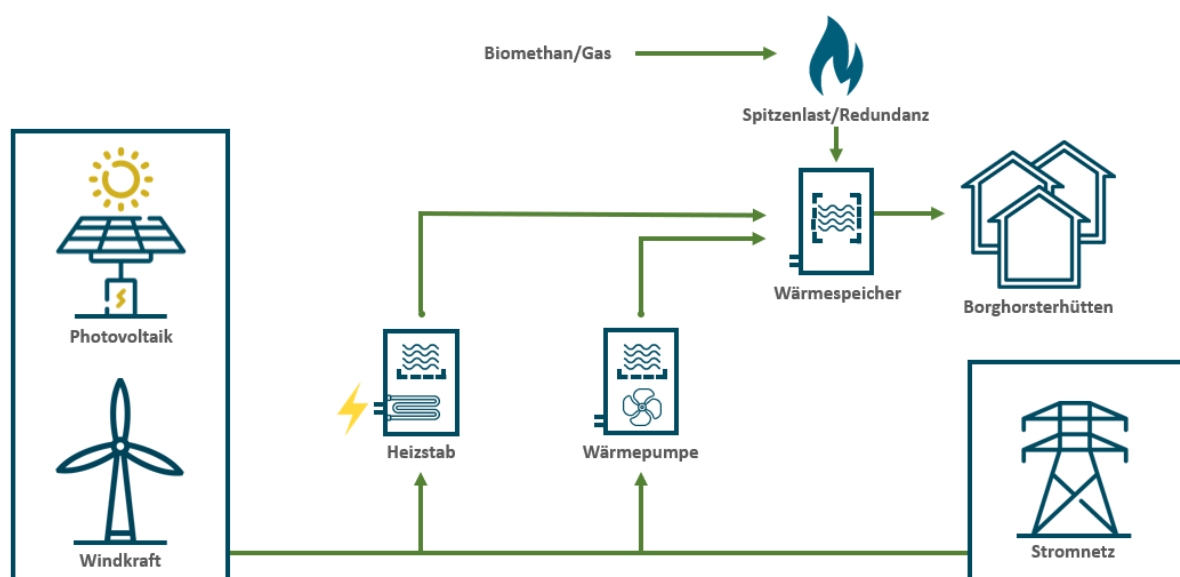 Biomethan/Gas
Spitzenlast/Redundanz
Wärmespeicher
Borghorsterhütten
Photovoltaik
Heizstab
Wärmepumpe
Windkraft
Stromnetz